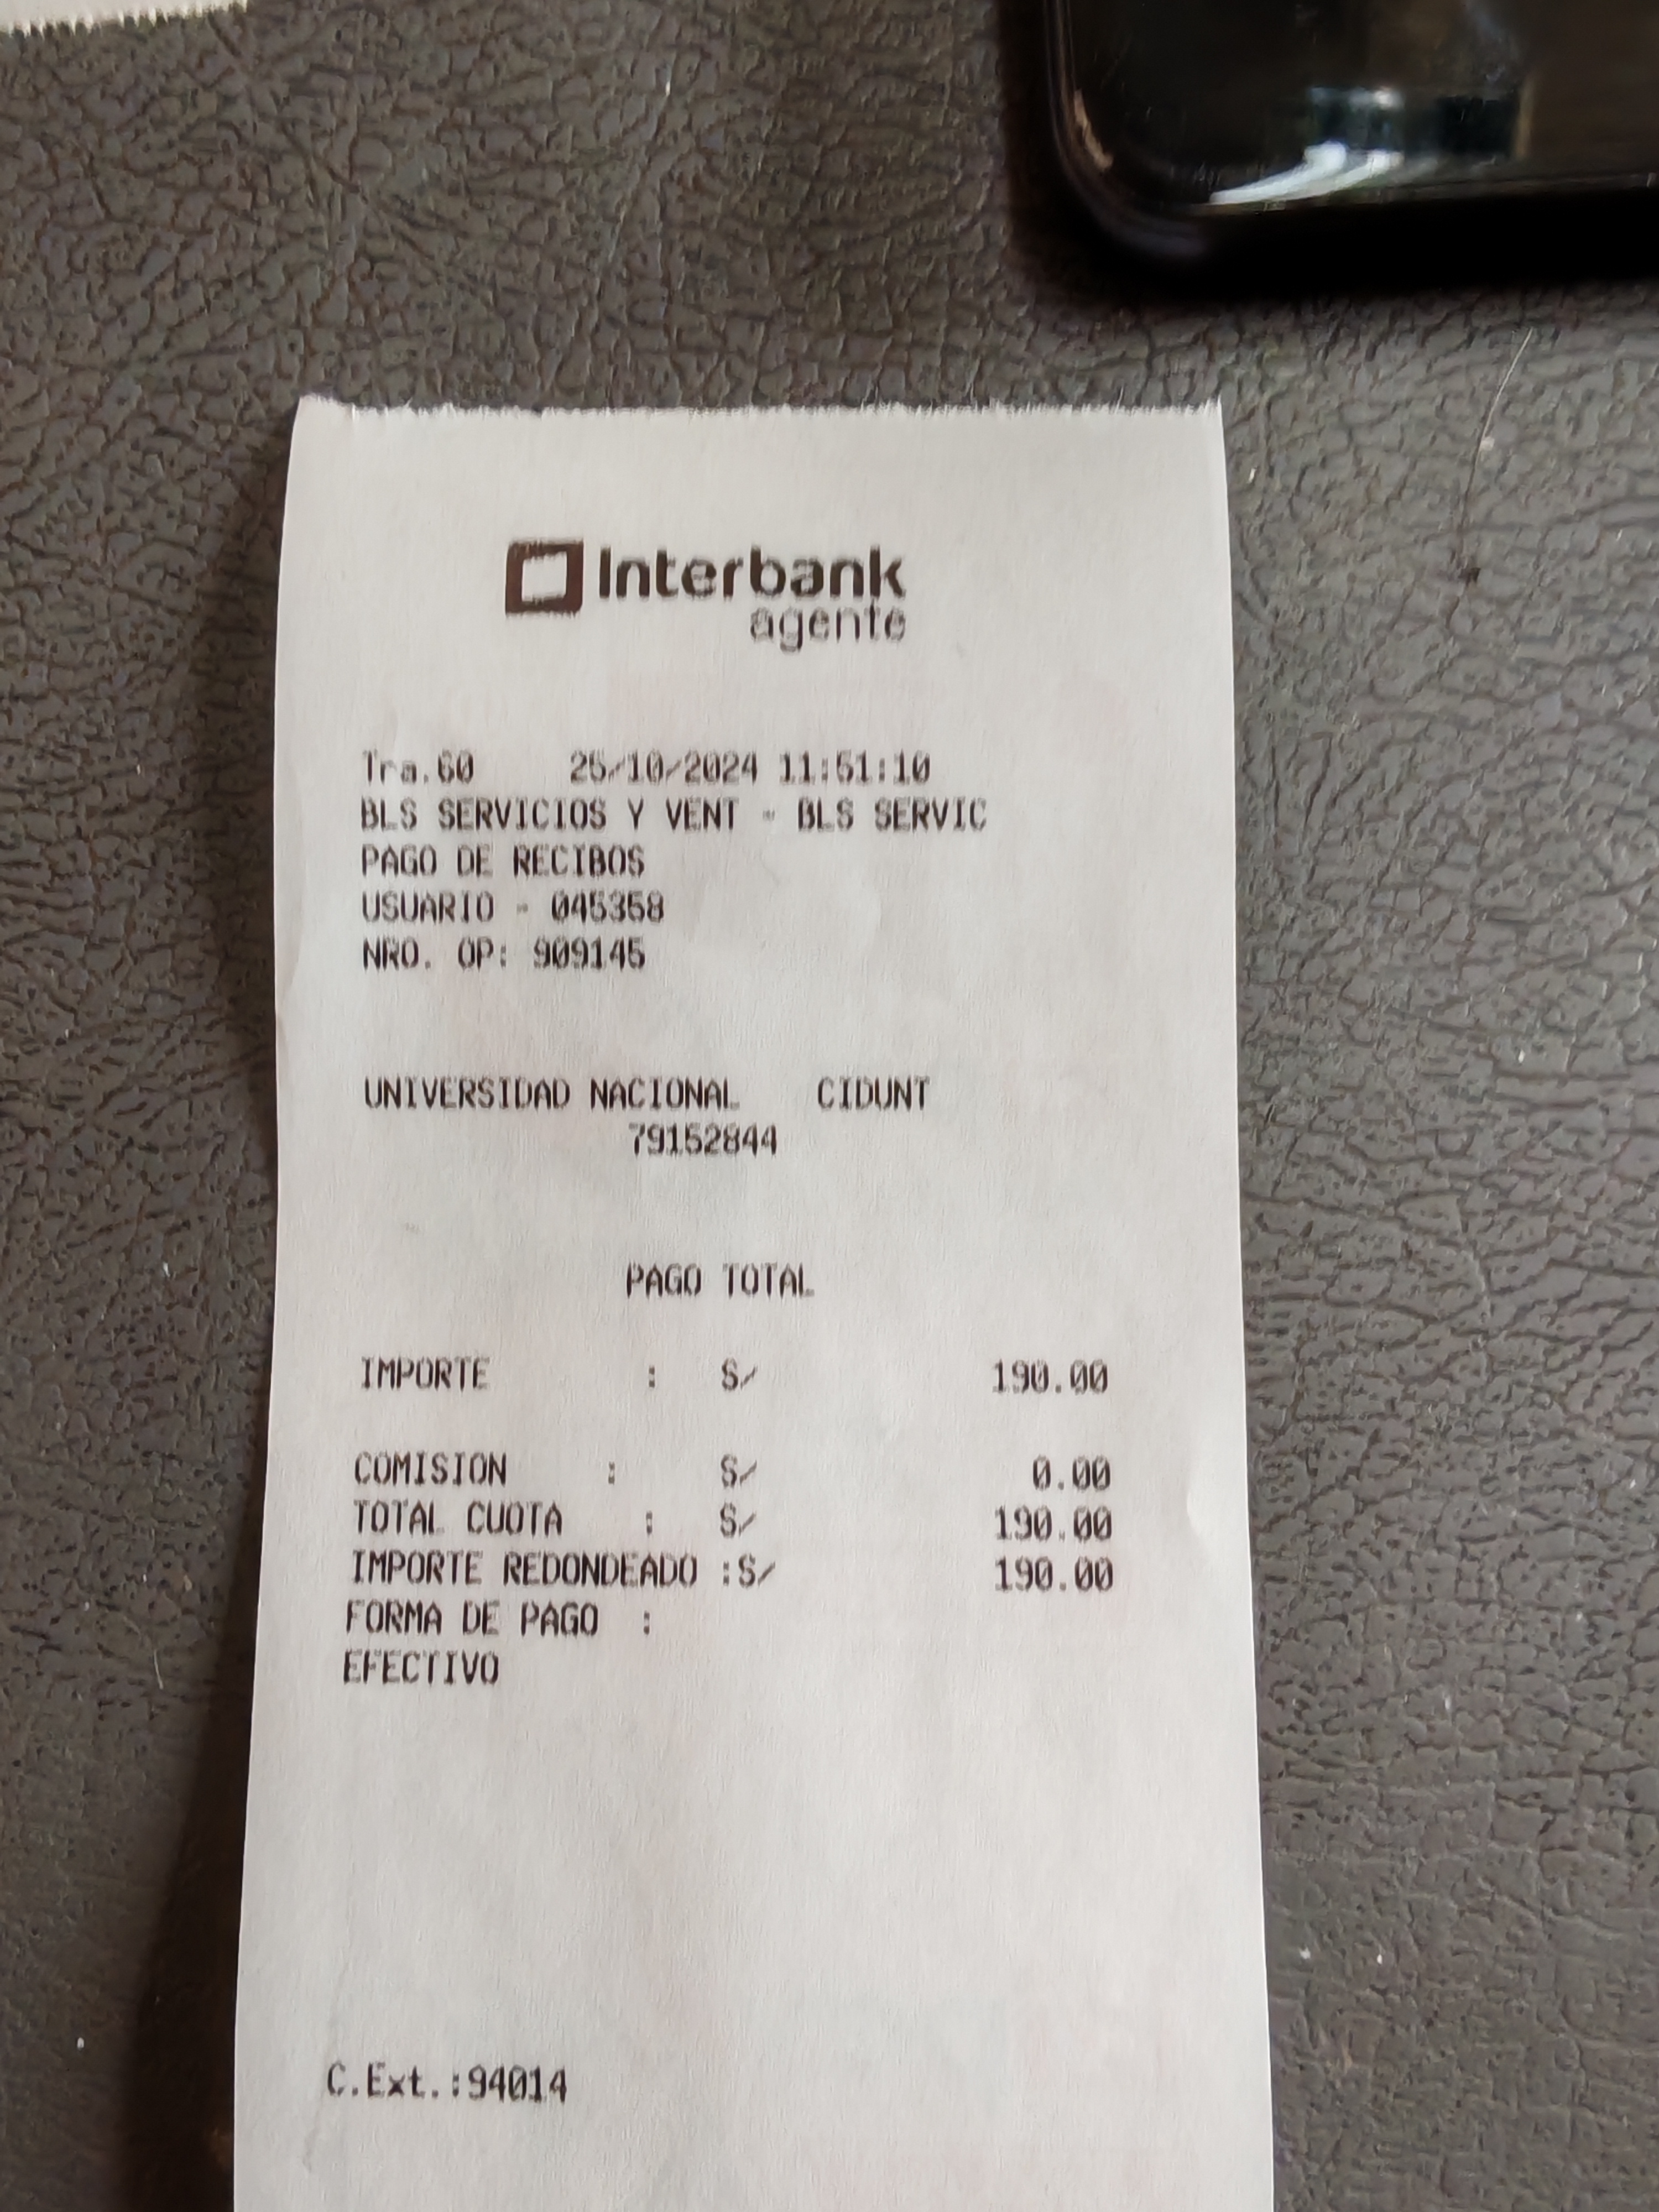 Interbank
agente
Tra.60 25/10/2024 11:51:10
BLS SERVICIOS Y VENT - BLS SERVIC
PAGO DE RECIBOS
USUARIO - 045358
NRO. OP: 909145
UNIVERSIDAD NACIONAL CIDUNT
79152844
PAGO TOTAL
IMPORTE : S/ 190.00
COMISION : S/ 0.00
TOTAL CUOTA : S/ 190.00
IMPORTE REDONDEADO :S/ 190.00
FORMA DE PAGO :
EFECTIVO
C.Ext.:94014